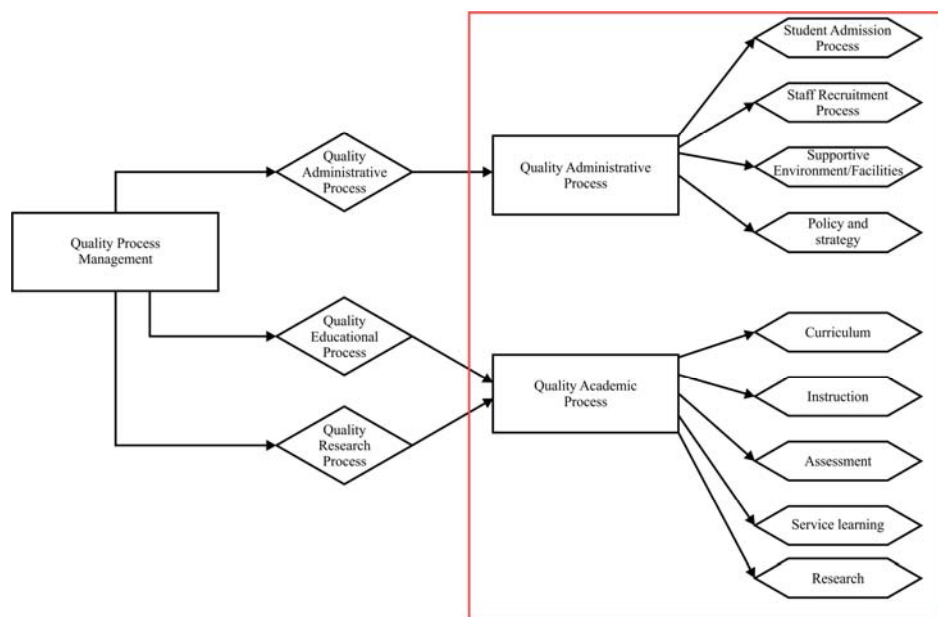 Quality Process
Management
Quality
Administrative
Process
Quality
Educational
Process
Quality
Research
Process
Quality Administrative
Process
Quality Academic
Process
Student Admission
Process
Staff Recruitment
Process
Supportive
Environment/Facilities
Policy and
strategy
Curriculum
Instruction
Assessment
Service learning
Research